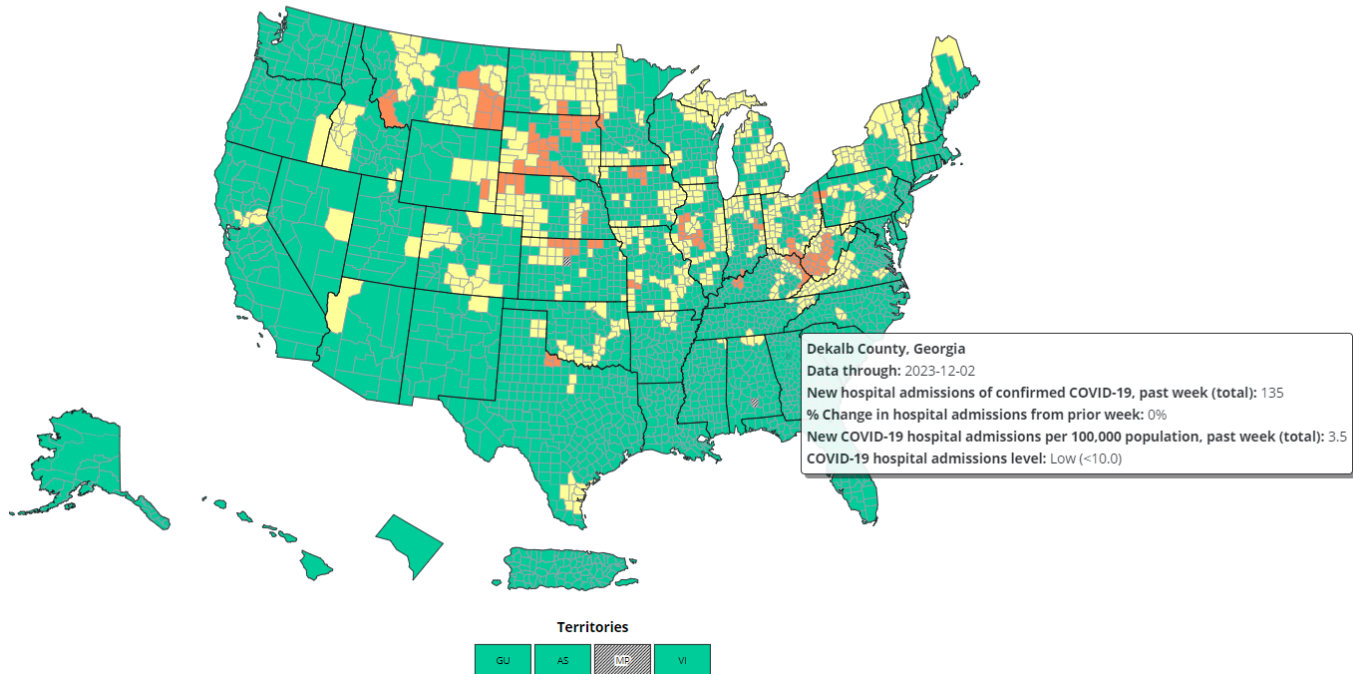 Dekalb County, Georgia
Data through: 2023-12-02
New hospital admissions of confirmed COVID-19, past week (total): 135
% Change in hospital admissions from prior week: 0%
New COVID-19 hospital admissions per 100,000 population, past week (total): 3.5
COVID-19 hospital admissions level: Low (<10.0)
Territories
GU AS MP VI